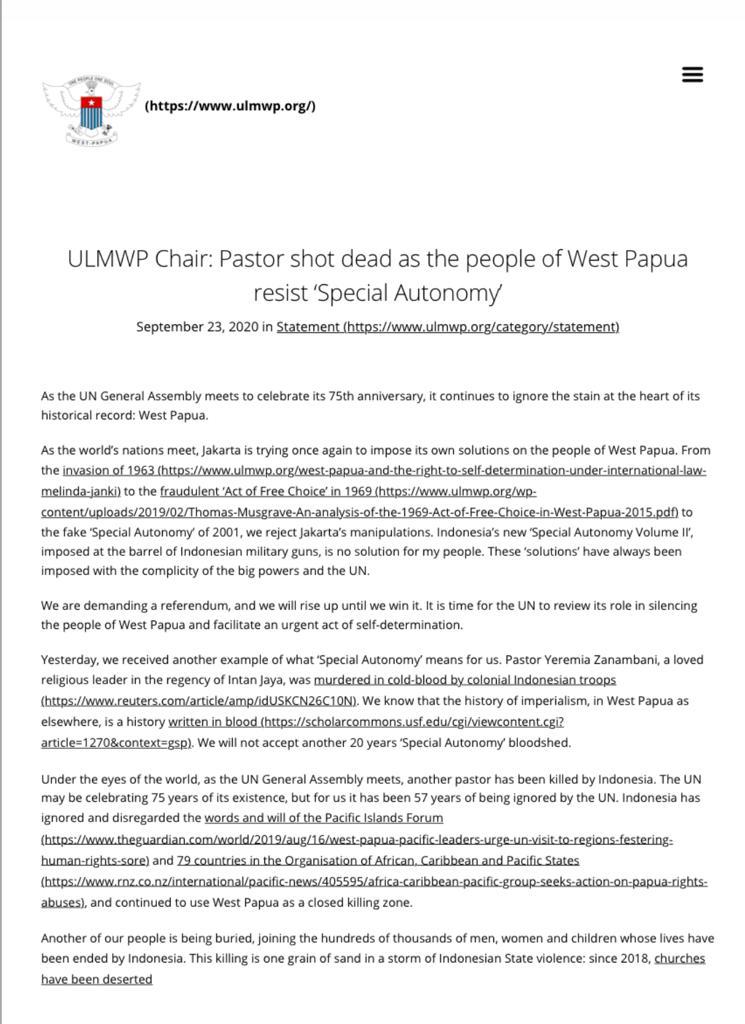 ONE PEOPLE ONE SOUL
WEST-PAPUA
(https://www.ulmwp.org/)
ULMWP Chair: Pastor shot dead as the people of West Papua
resist ‘Special Autonomy’
September 23, 2020 in Statement (https://www.ulmwp.org/category/statement)
As the UN General Assembly meets to celebrate its 75th anniversary, it continues to ignore the stain at the heart of its
historical record: West Papua.
As the world’s nations meet, Jakarta is trying once again to impose its own solutions on the people of West Papua. From
the invasion of 1963 (https://www.ulmwp.org/west-papua-and-the-right-to-self-determination-under-international-law-
melinda-janki) to the fraudulent ‘Act of Free Choice’ in 1969 (https://www.ulmwp.org/wp-
content/uploads/2019/02/Thomas-Musgrave-An-analysis-of-the-1969-Act-of-Free-Choice-in-West-Papua-2015.pdf) to
the fake ‘Special Autonomy’ of 2001, we reject Jakarta’s manipulations. Indonesia’s new ‘Special Autonomy Volume II’,
imposed at the barrel of Indonesian military guns, is no solution for my people. These ‘solutions’ have always been
imposed with the complicity of the big powers and the UN.
We are demanding a referendum, and we will rise up until we win it. It is time for the UN to review its role in silencing
the people of West Papua and facilitate an urgent act of self-determination.
Yesterday, we received another example of what ‘Special Autonomy’ means for us. Pastor Yeremia Zanambani, a loved
religious leader in the regency of Intan Jaya, was murdered in cold-blood by colonial Indonesian troops
(https://www.reuters.com/article/amp/idUSKCN26C10N). We know that the history of imperialism, in West Papua as
elsewhere, is a history written in blood (https://scholarcommons.usf.edu/cgi/viewcontent.cgi?
article=1270&context=gsp). We will not accept another 20 years ‘Special Autonomy’ bloodshed.
Under the eyes of the world, as the UN General Assembly meets, another pastor has been killed by Indonesia. The UN
may be celebrating 75 years of its existence, but for us it has been 57 years of being ignored by the UN. Indonesia has
ignored and disregarded the words and will of the Pacific Islands Forum
(https://www.theguardian.com/world/2019/aug/16/west-papua-pacific-leaders-urge-un-visit-to-regions-festering-
human-rights-sore) and 79 countries in the Organisation of African, Caribbean and Pacific States
(https://www.rnz.co.nz/international/pacific-news/405595/africa-caribbean-pacific-group-seeks-action-on-papua-rights-
abuses), and continued to use West Papua as a closed killing zone.
Another of our people is being buried, joining the hundreds of thousands of men, women and children whose lives have
been ended by Indonesia. This killing is one grain of sand in a storm of Indonesian State violence: since 2018, churches
have been deserted